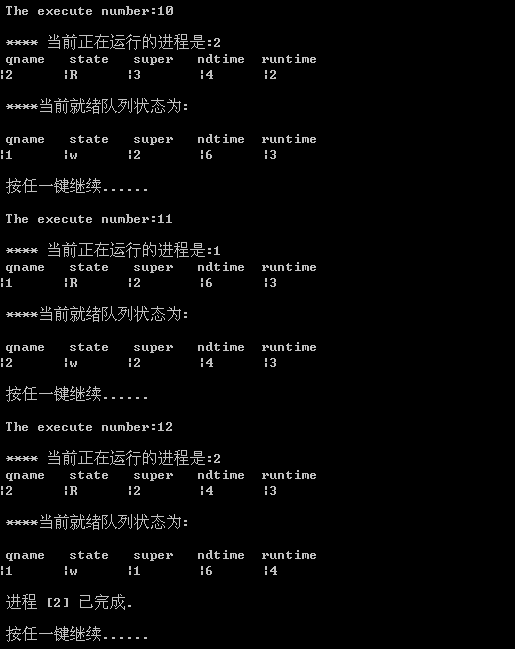 The execute number:10
**** 当前正在运行的进程是:2
qname state super ndtime runtime
|2 |R |3 |4 |2
****当前就绪队列状态为:
qname state super ndtime runtime
|1 |w |2 |6 |3
按任一键继续......
The execute number:11
**** 当前正在运行的进程是:1
qname state super ndtime runtime
|1 |R |2 |6 |3
****当前就绪队列状态为:
qname state super ndtime runtime
|2 |w |2 |4 |3
按任一键继续......
The execute number:12
**** 当前正在运行的进程是:2
qname state super ndtime runtime
|2 |R |2 |4 |3
****当前就绪队列状态为:
qname state super ndtime runtime
|1 |w |1 |6 |4
进程 [2] 已完成.
按任一键继续......